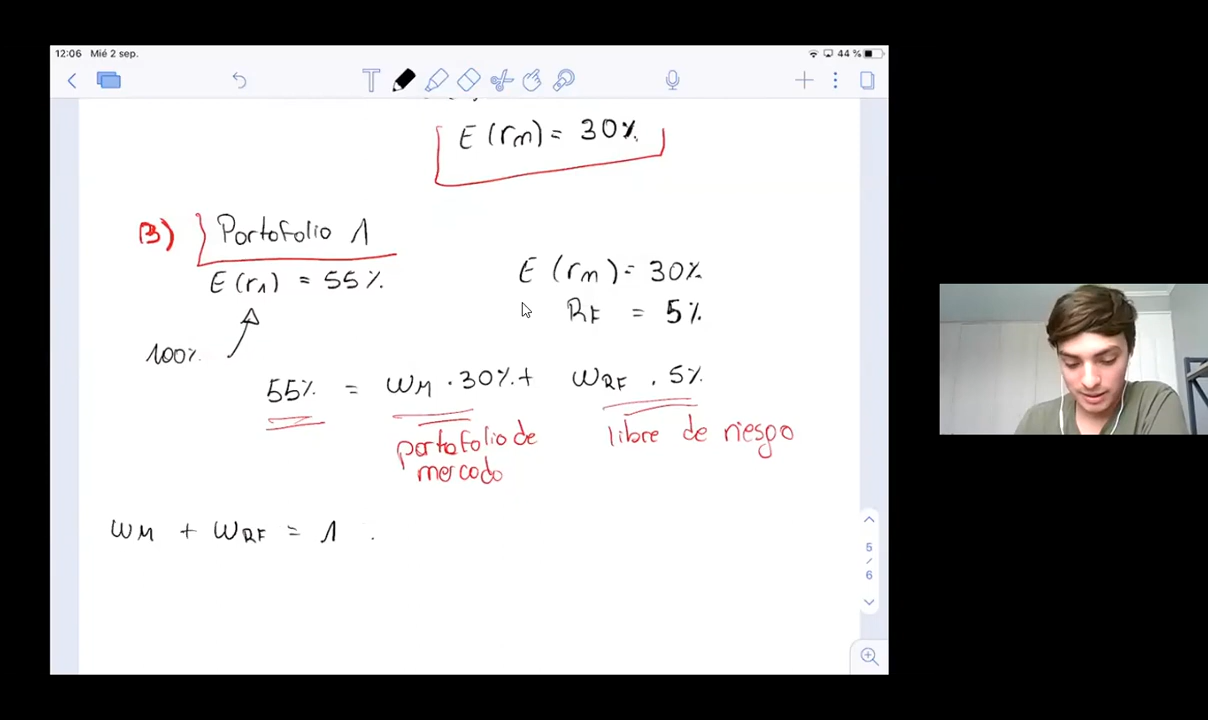 12:06 Mié 2 sep.
44 %
T
E (rm) = 30%
B) Portofolio 1
E (r1) = 55%.
E (rm) = 30%
RF = 5%
100%.
55%. = WM . 30%. + WRF . 5%.
portofolio de mercado
libre de riesgo
WM + WRF = 1
5
/
6